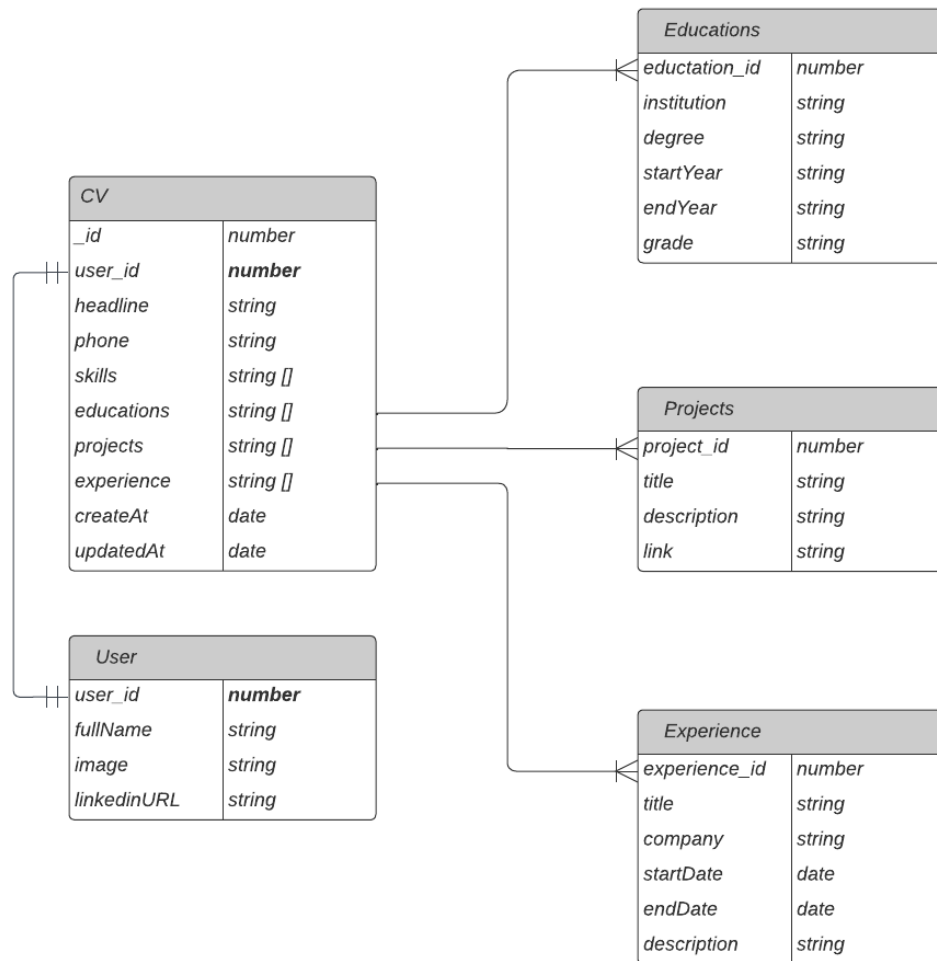 Educations
eductation_id number
institution string
degree string
startYear string
endYear string
grade string
CV
_id number
user_id number
headline string
phone string
skills string []
educations string []
projects string []
experience string []
createAt date
updatedAt date
Projects
project_id number
title string
description string
link string
User
user_id number
fullName string
image string
linkedinURL string
Experience
experience_id number
title string
company string
startDate date
endDate date
description string